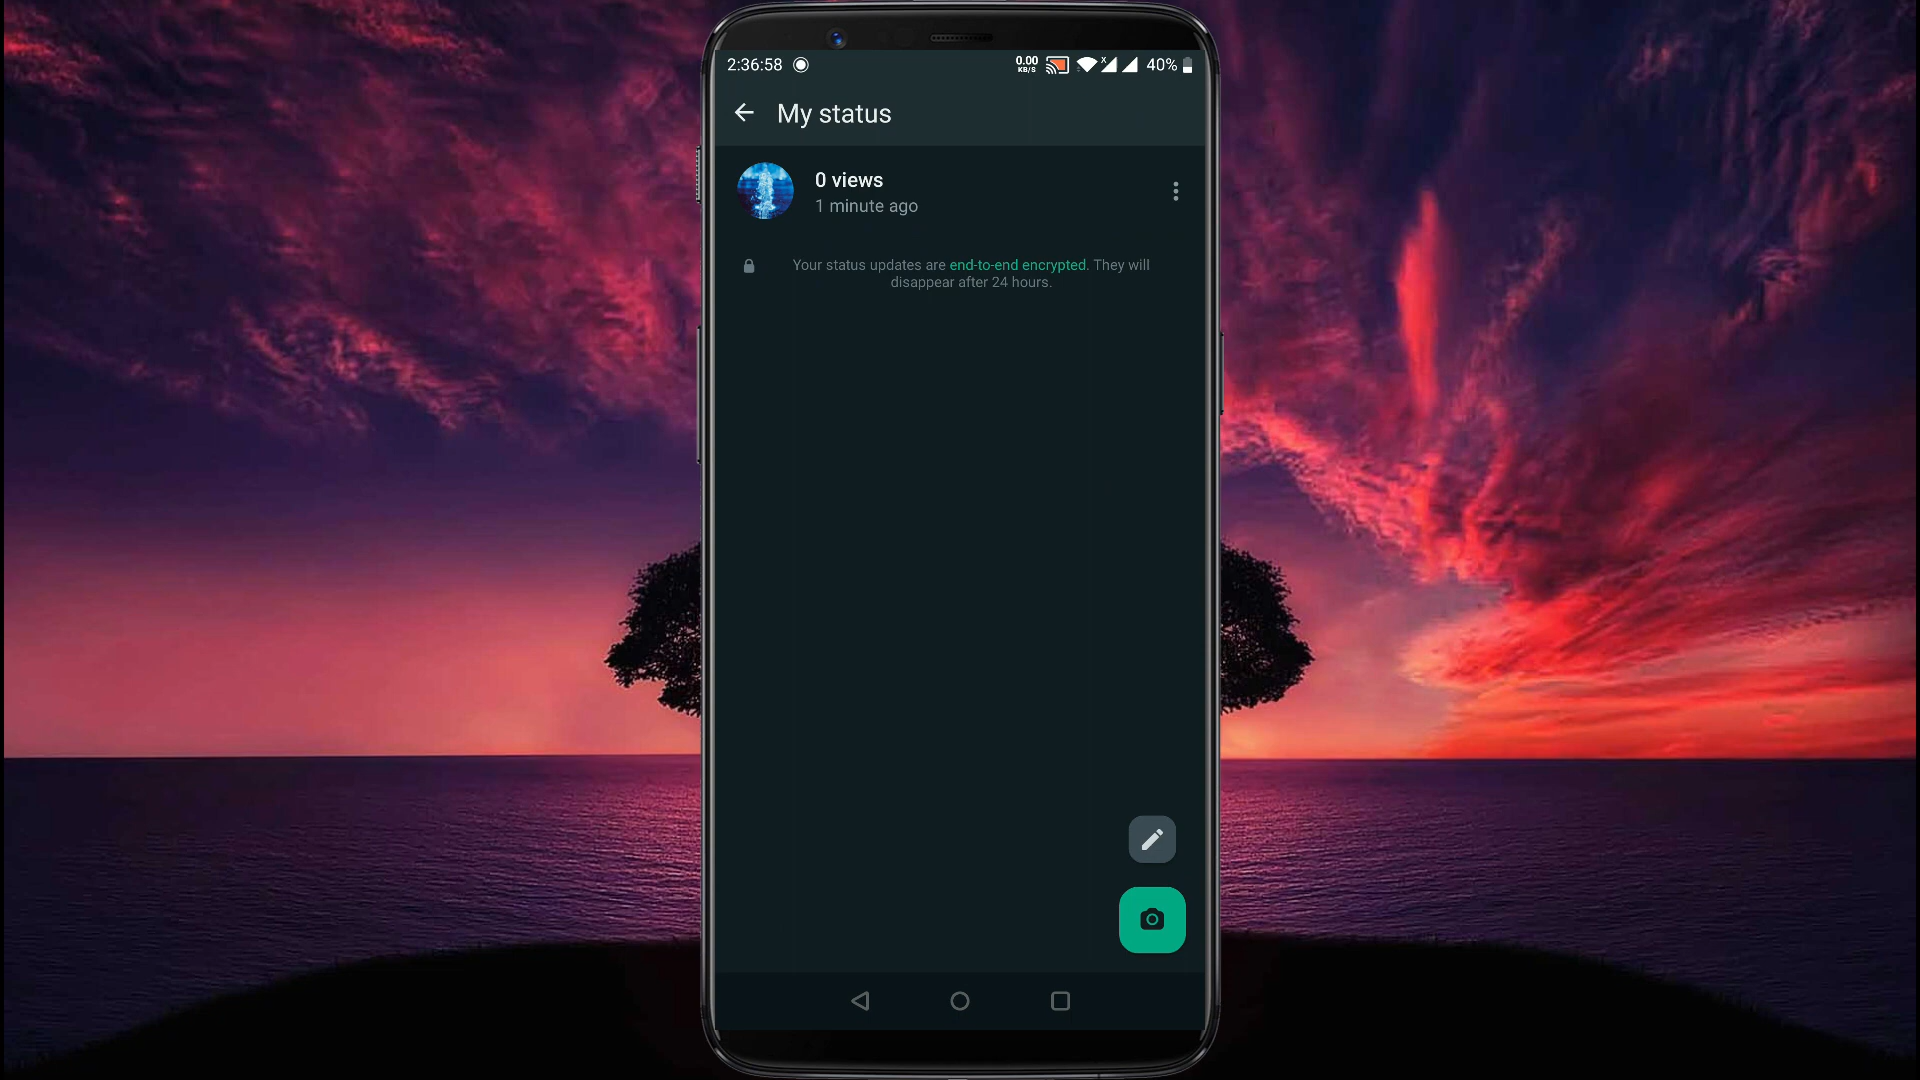 2:36:58
0.00
KB/S
X
40%
My status
0 views
1 minute ago
Your status updates are end-to-end encrypted. They will
disappear after 24 hours.